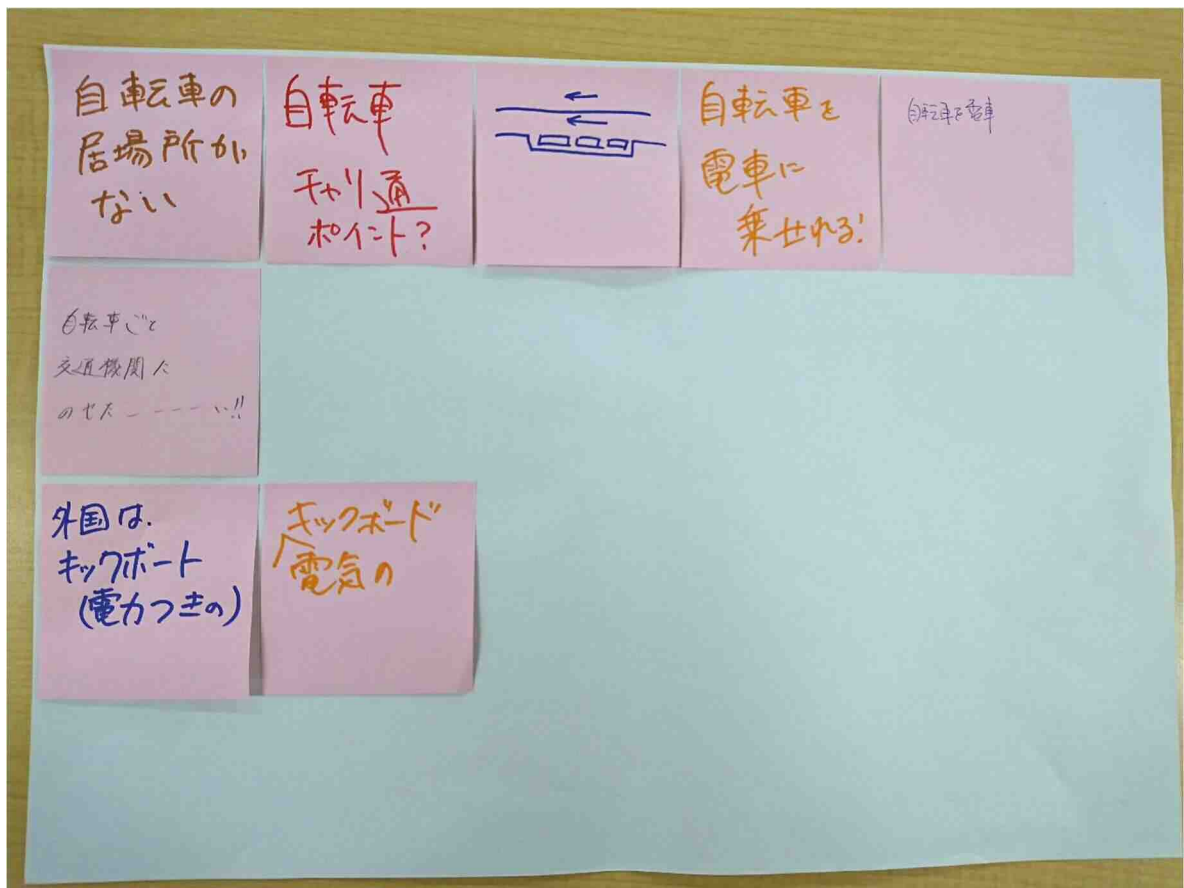 自転車の
居場所が
ない
自転車
チャリ通
ポイント?
自転車を
電車に
乗せれる!
自転車を電車
自転車ごと
交通機関に
のせた----い!!
外国は.
キックボート
(電力つきの)
キックボード
電気の